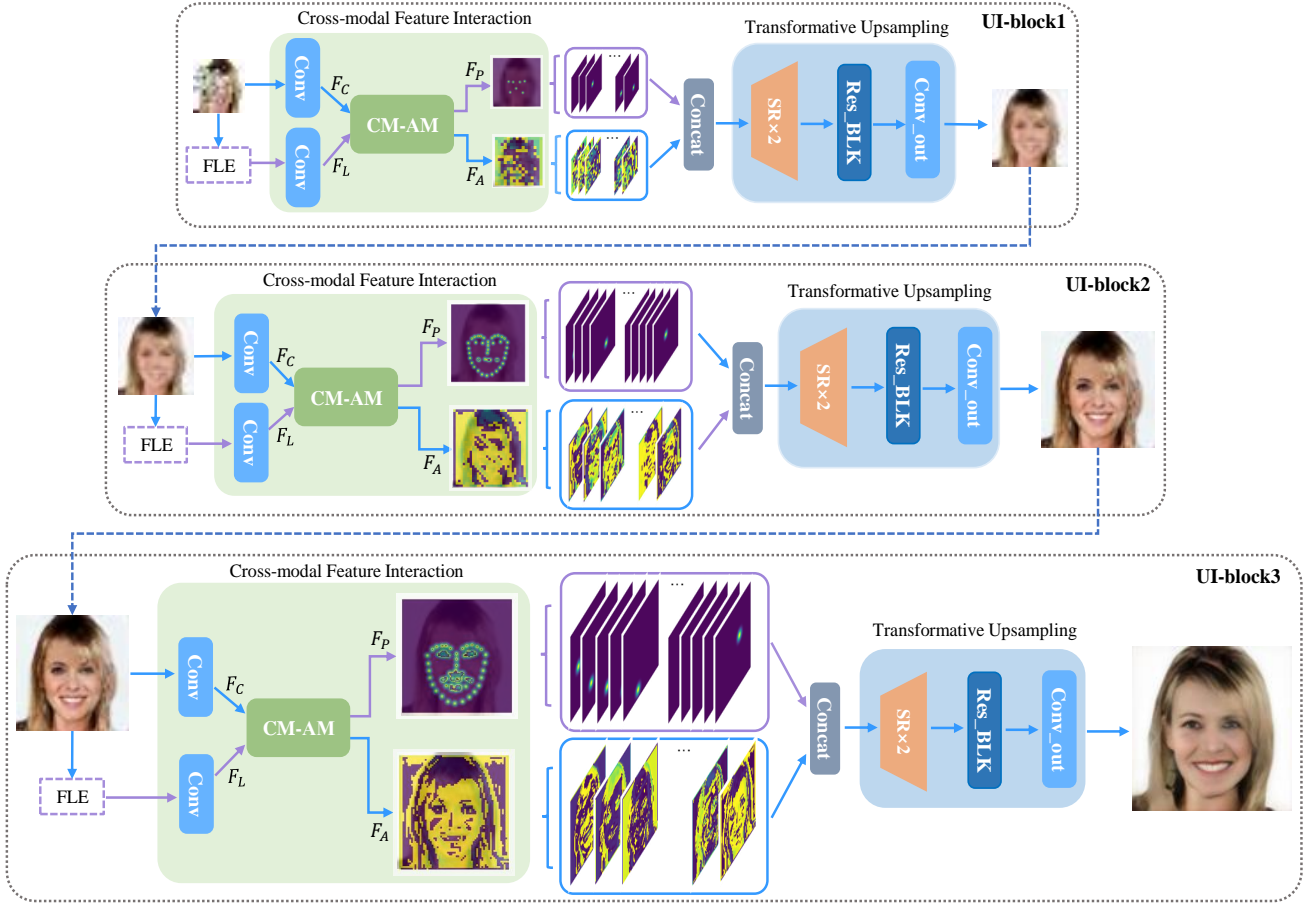 Cross-modal Feature Interaction
Transformative Upsampling
UI-block1
Conv
F_C
F_P
CM-AM
...
...
Concat
SR×2
Res_BLK
Conv_out
FLE
Conv
F_L
F_A
Cross-modal Feature Interaction
Transformative Upsampling
UI-block2
Conv
F_C
F_P
CM-AM
...
...
Concat
SR×2
Res_BLK
Conv_out
FLE
Conv
F_L
F_A
Cross-modal Feature Interaction
Transformative Upsampling
UI-block3
Conv
F_C
F_P
CM-AM
...
...
Concat
SR×2
Res_BLK
Conv_out
FLE
Conv
F_L
F_A